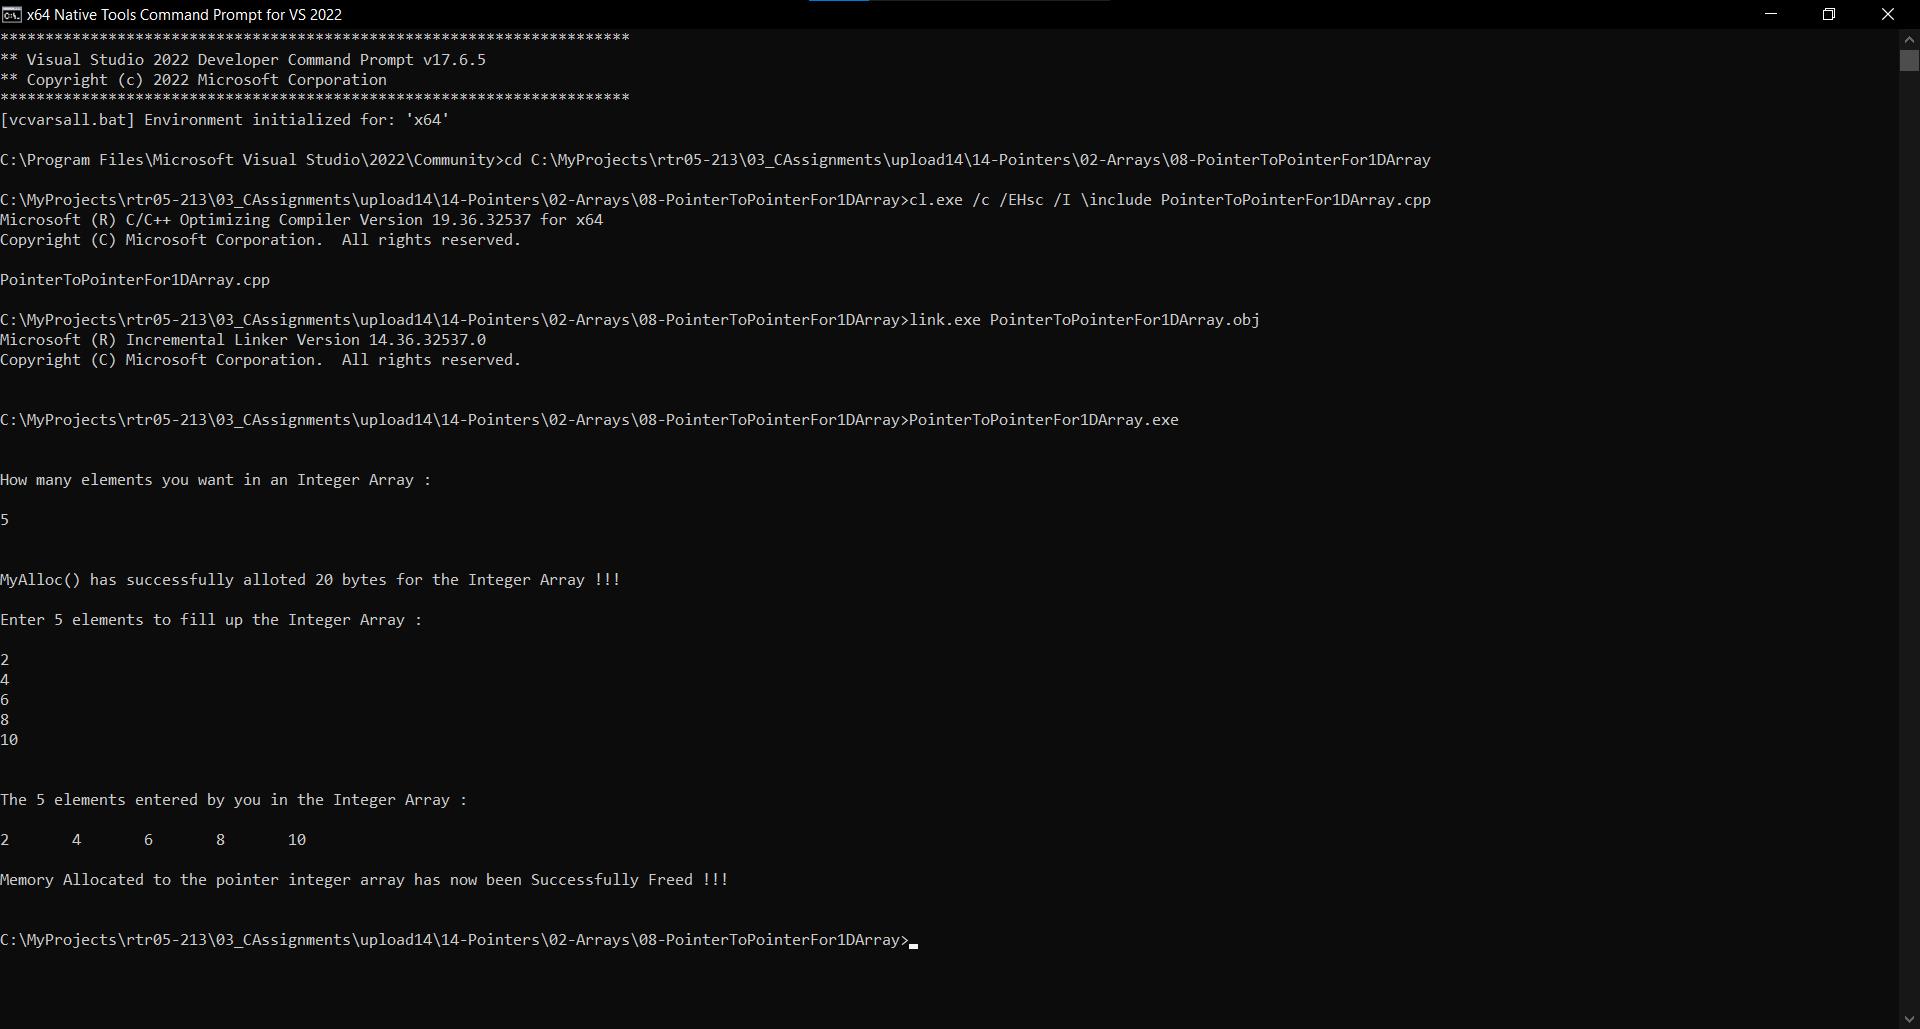 x64 Native Tools Command Prompt for VS 2022
**********************************************************************
** Visual Studio 2022 Developer Command Prompt v17.6.5
** Copyright (c) 2022 Microsoft Corporation
**********************************************************************
[vcvarsall.bat] Environment initialized for: 'x64'
C:\Program Files\Microsoft Visual Studio\2022\Community>cd C:\MyProjects\rtr05-213\03_CAssignments\upload14\14-Pointers\02-Arrays\08-PointerToPointerFor1DArray
C:\MyProjects\rtr05-213\03_CAssignments\upload14\14-Pointers\02-Arrays\08-PointerToPointerFor1DArray>cl.exe /c /EHsc /I \include PointerToPointerFor1DArray.cpp
Microsoft (R) C/C++ Optimizing Compiler Version 19.36.32537 for x64
Copyright (C) Microsoft Corporation.  All rights reserved.
PointerToPointerFor1DArray.cpp
C:\MyProjects\rtr05-213\03_CAssignments\upload14\14-Pointers\02-Arrays\08-PointerToPointerFor1DArray>link.exe PointerToPointerFor1DArray.obj
Microsoft (R) Incremental Linker Version 14.36.32537.0
Copyright (C) Microsoft Corporation.  All rights reserved.
C:\MyProjects\rtr05-213\03_CAssignments\upload14\14-Pointers\02-Arrays\08-PointerToPointerFor1DArray>PointerToPointerFor1DArray.exe
How many elements you want in an Integer Array :
5
MyAlloc() has successfully alloted 20 bytes for the Integer Array !!!
Enter 5 elements to fill up the Integer Array :
2
4
6
8
10
The 5 elements entered by you in the Integer Array :
2       4       6       8       10
Memory Allocated to the pointer integer array has now been Successfully Freed !!!
C:\MyProjects\rtr05-213\03_CAssignments\upload14\14-Pointers\02-Arrays\08-PointerToPointerFor1DArray>